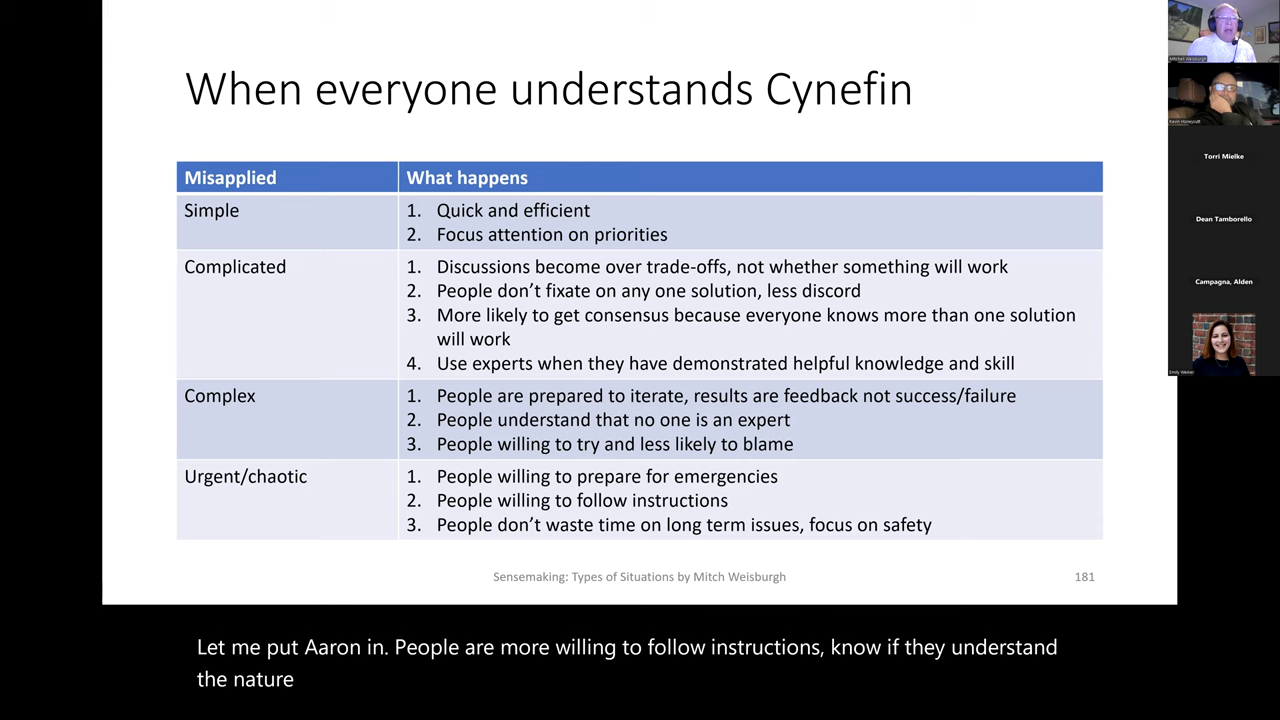 When everyone understands Cynefin
Misapplied
What happens
Simple
1. Quick and efficient
2. Focus attention on priorities
Complicated
1. Discussions become over trade-offs, not whether something will work
2. People don’t fixate on any one solution, less discord
3. More likely to get consensus because everyone knows more than one solution
will work
4. Use experts when they have demonstrated helpful knowledge and skill
Complex
1. People are prepared to iterate, results are feedback not success/failure
2. People understand that no one is an expert
3. People willing to try and less likely to blame
Urgent/chaotic
1. People willing to prepare for emergencies
2. People willing to follow instructions
3. People don’t waste time on long term issues, focus on safety
Sensemaking: Types of Situations by Mitch Weisburgh
181
Let me put Aaron in. People are more willing to follow instructions, know if they understand
the nature
Mitchell Weisburgh
Kevin Honeycutt
Torri Mielke
Dean Tamborello
Campagna, Alden
Emily Weiner